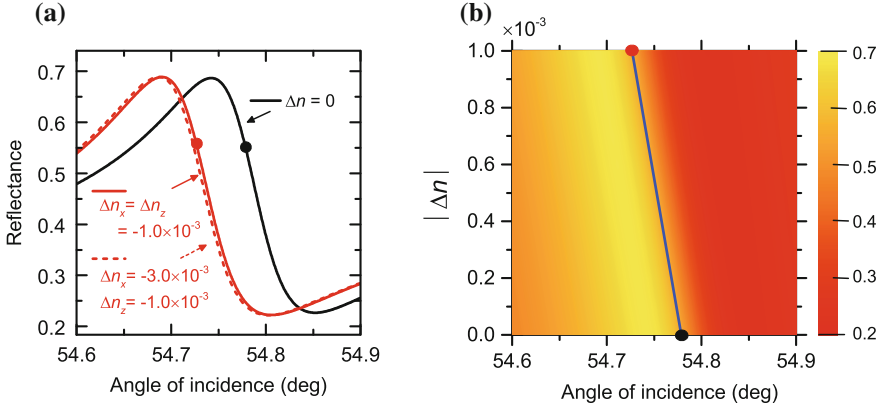 (a)
0.7
0.6
0.5
0.4
0.3
0.2
Reflectance
Δn = 0
Δnx= Δnz
= -1.0×10-3
Δnx= -3.0×10-3
Δnz= -1.0×10-3
54.6 54.7 54.8 54.9
Angle of incidence (deg)
(b)
×10-3
1.0
0.8
0.6
0.4
0.2
0.0
| Δn |
54.6 54.7 54.8 54.9
Angle of incidence (deg)
0.7
0.6
0.5
0.4
0.3
0.2